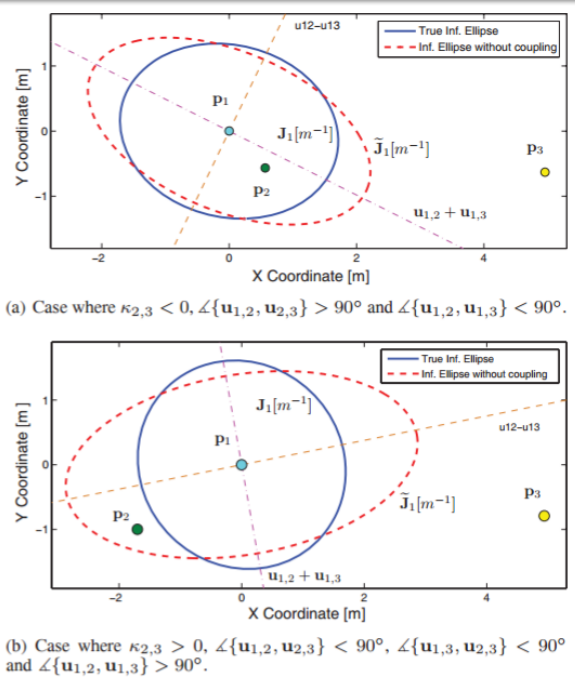 u12−u13
True Inf. Ellipse
Inf. Ellipse without coupling
p₁
J₁[m⁻¹]
J̃₁[m⁻¹]
p₃
p₂
u₁,₂ + u₁,₃
Y Coordinate [m]
1
0
−1
−2
0
2
4
X Coordinate [m]
(a) Case where κ₂,₃ < 0, ∡{u₁,₂, u₂,₃} > 90° and ∡{u₁,₂, u₁,₃} < 90°.
True Inf. Ellipse
Inf. Ellipse without coupling
J₁[m⁻¹]
u12−u13
p₁
p₃
J̃₁[m⁻¹]
p₂
u₁,₂ + u₁,₃
Y Coordinate [m]
1
0
−1
−2
0
2
4
X Coordinate [m]
(b) Case where κ₂,₃ > 0, ∡{u₁,₂, u₂,₃} < 90°, ∡{u₁,₃, u₂,₃} < 90°
and ∡{u₁,₂, u₁,₃} > 90°.